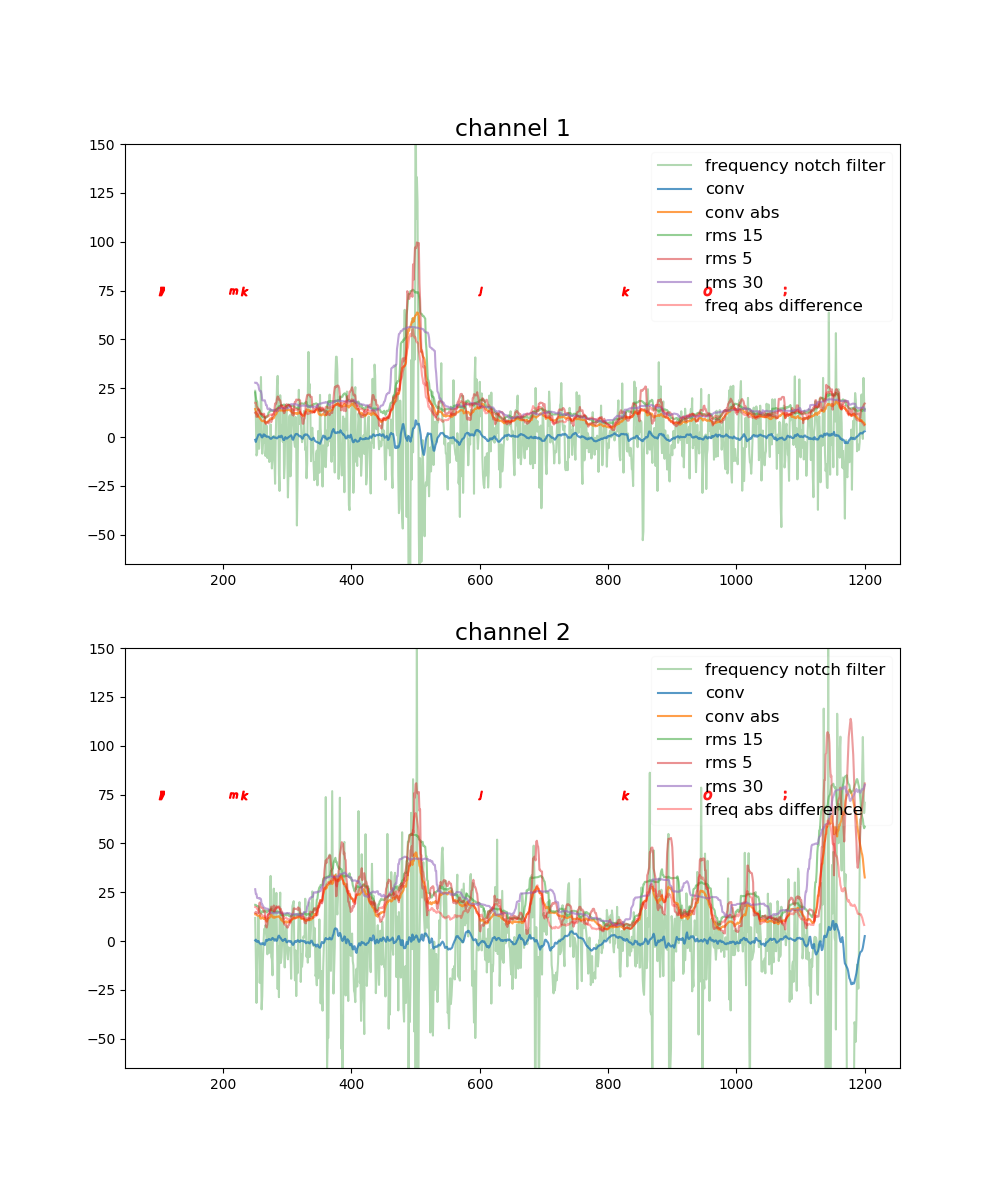 channel 1
150
125
100
75
50
25
0
−25
−50
frequency notch filter
conv
conv abs
rms 15
rms 5
rms 30
freq abs difference
m k j k o ;
200 400 600 800 1000 1200
channel 2
150
125
100
75
50
25
0
−25
−50
frequency notch filter
conv
conv abs
rms 15
rms 5
rms 30
freq abs difference
m k j k o ;
200 400 600 800 1000 1200